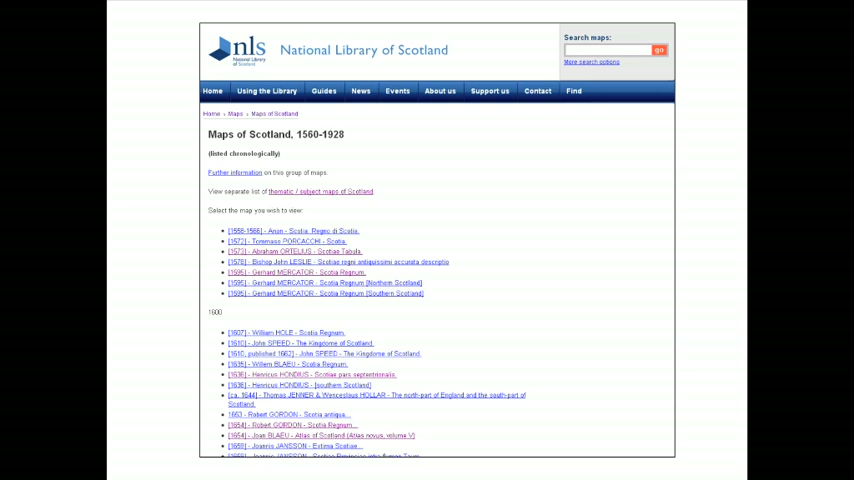 nls
National Library
of Scotland
National Library of Scotland
Search maps:
go
More search options
Home Using the Library Guides News Events About us Support us Contact Find
Home › Maps › Maps of Scotland
Maps of Scotland, 1560-1928
(listed chronologically)
Further information on this group of maps.
View separate list of thematic / subject maps of Scotland.
Select the map you wish to view:
[1558-1566] - Anon - Scotia. Regno di Scotia.
[1572] - Tommaso PORCACCHI - Scotia.
[1573] - Abraham ORTELIUS - Scotiae Tabula.
[1578] - Bishop John LESLIE - Scotiae regni antiquissimi accurata descriptio
[1595] - Gerhard MERCATOR - Scotia Regnum.
[1595] - Gerhard MERCATOR - Scotia Regnum [Northern Scotland]
[1595] - Gerhard MERCATOR - Scotia Regnum [Southern Scotland]
1600
[1607] - William HOLE - Scotia Regnum.
[1610] - John SPEED - The Kingdome of Scotland.
[1610, published 1662] - John SPEED - The Kingdome of Scotland.
[1635] - Willem BLAEU - Scotia Regnum.
[1636] - Henricus HONDIUS - Scotiae pars septentrionalis.
[1636] - Henricus HONDIUS - [southern Scotland]
[ca. 1644] - Thomas JENNER & Wenceslaus HOLLAR - The north-part of England and the south-part of
Scotland.
1653 - Robert GORDON - Scotia antiqua...
[1654] - Robert GORDON - Scotia Regnum...
[1654] - Joan BLAEU - Atlas of Scotland (Atlas novus, volume V)
[1659] - Joannis JANSSON - Extima Scotiae...